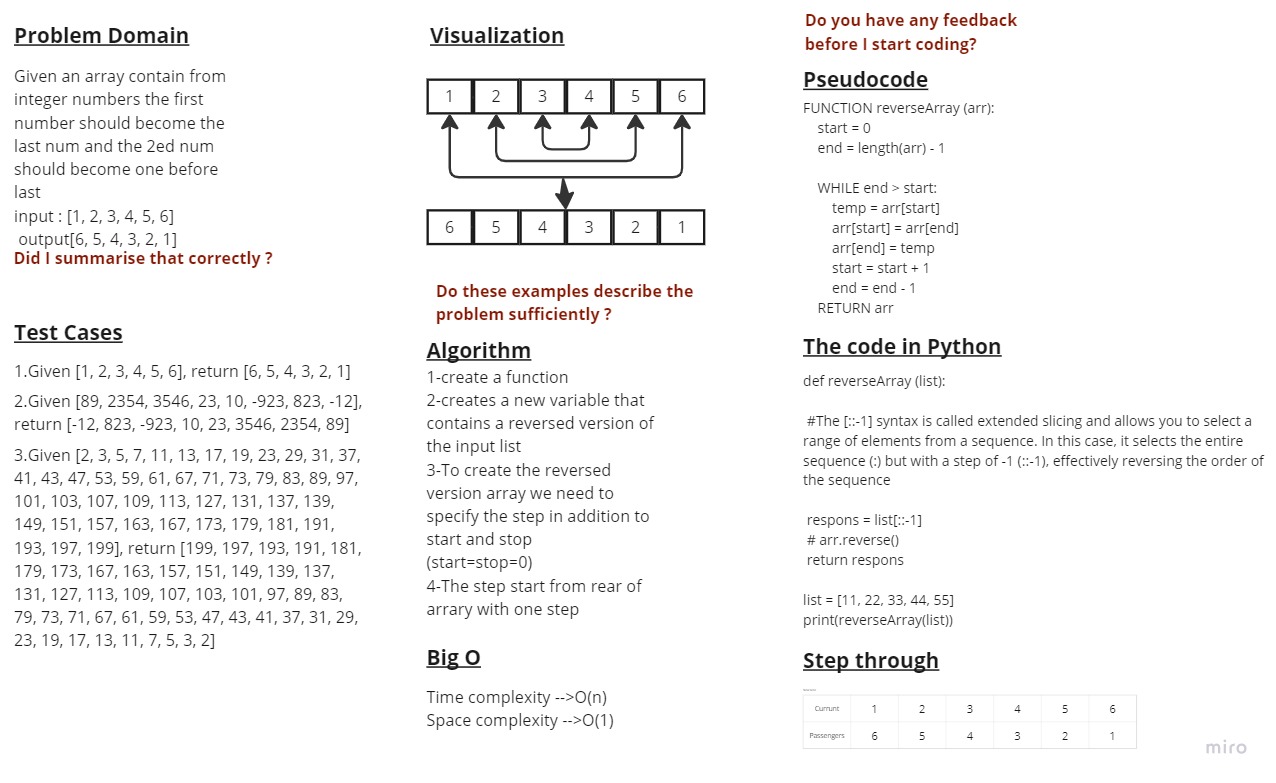 Problem Domain
Given an array contain from
integer numbers the first
number should become the
last num and the 2ed num
should become one before
last
input : [1, 2, 3, 4, 5, 6]
output[6, 5, 4, 3, 2, 1]
Did I summarise that correctly ?
Test Cases
1.Given [1, 2, 3, 4, 5, 6], return [6, 5, 4, 3, 2, 1]
2.Given [89, 2354, 3546, 23, 10, -923, 823, -12],
return [-12, 823, -923, 10, 23, 3546, 2354, 89]
3.Given [2, 3, 5, 7, 11, 13, 17, 19, 23, 29, 31, 37,
41, 43, 47, 53, 59, 61, 67, 71, 73, 79, 83, 89, 97,
101, 103, 107, 109, 113, 127, 131, 137, 139,
149, 151, 157, 163, 167, 173, 179, 181, 191,
193, 197, 199], return [199, 197, 193, 191, 181,
179, 173, 167, 163, 157, 151, 149, 139, 137,
131, 127, 113, 109, 107, 103, 101, 97, 89, 83,
79, 73, 71, 67, 61, 59, 53, 47, 43, 41, 37, 31, 29,
23, 19, 17, 13, 11, 7, 5, 3, 2]
Visualization
1 2 3 4 5 6
6 5 4 3 2 1
Do these examples describe the
problem sufficiently ?
Algorithm
1-create a function
2-creates a new variable that
contains a reversed version of
the input list
3-To create the reversed
version array we need to
specify the step in addition to
start and stop
(start=stop=0)
4-The step start from rear of
arrary with one step
Big O
Time complexity -->O(n)
Space complexity -->O(1)
Do you have any feedback
before I start coding?
Pseudocode
FUNCTION reverseArray (arr):
start = 0
end = length(arr) - 1
WHILE end > start:
temp = arr[start]
arr[start] = arr[end]
arr[end] = temp
start = start + 1
end = end - 1
RETURN arr
The code in Python
def reverseArray (list):
#The [::-1] syntax is called extended slicing and allows you to select a
range of elements from a sequence. In this case, it selects the entire
sequence (:) but with a step of -1 (::-1), effectively reversing the order of
the sequence
respons = list[::-1]
# arr.reverse()
return respons
list = [11, 22, 33, 44, 55]
print(reverseArray(list))
Step through
Currunt 1 2 3 4 5 6
Passengers 6 5 4 3 2 1
miro